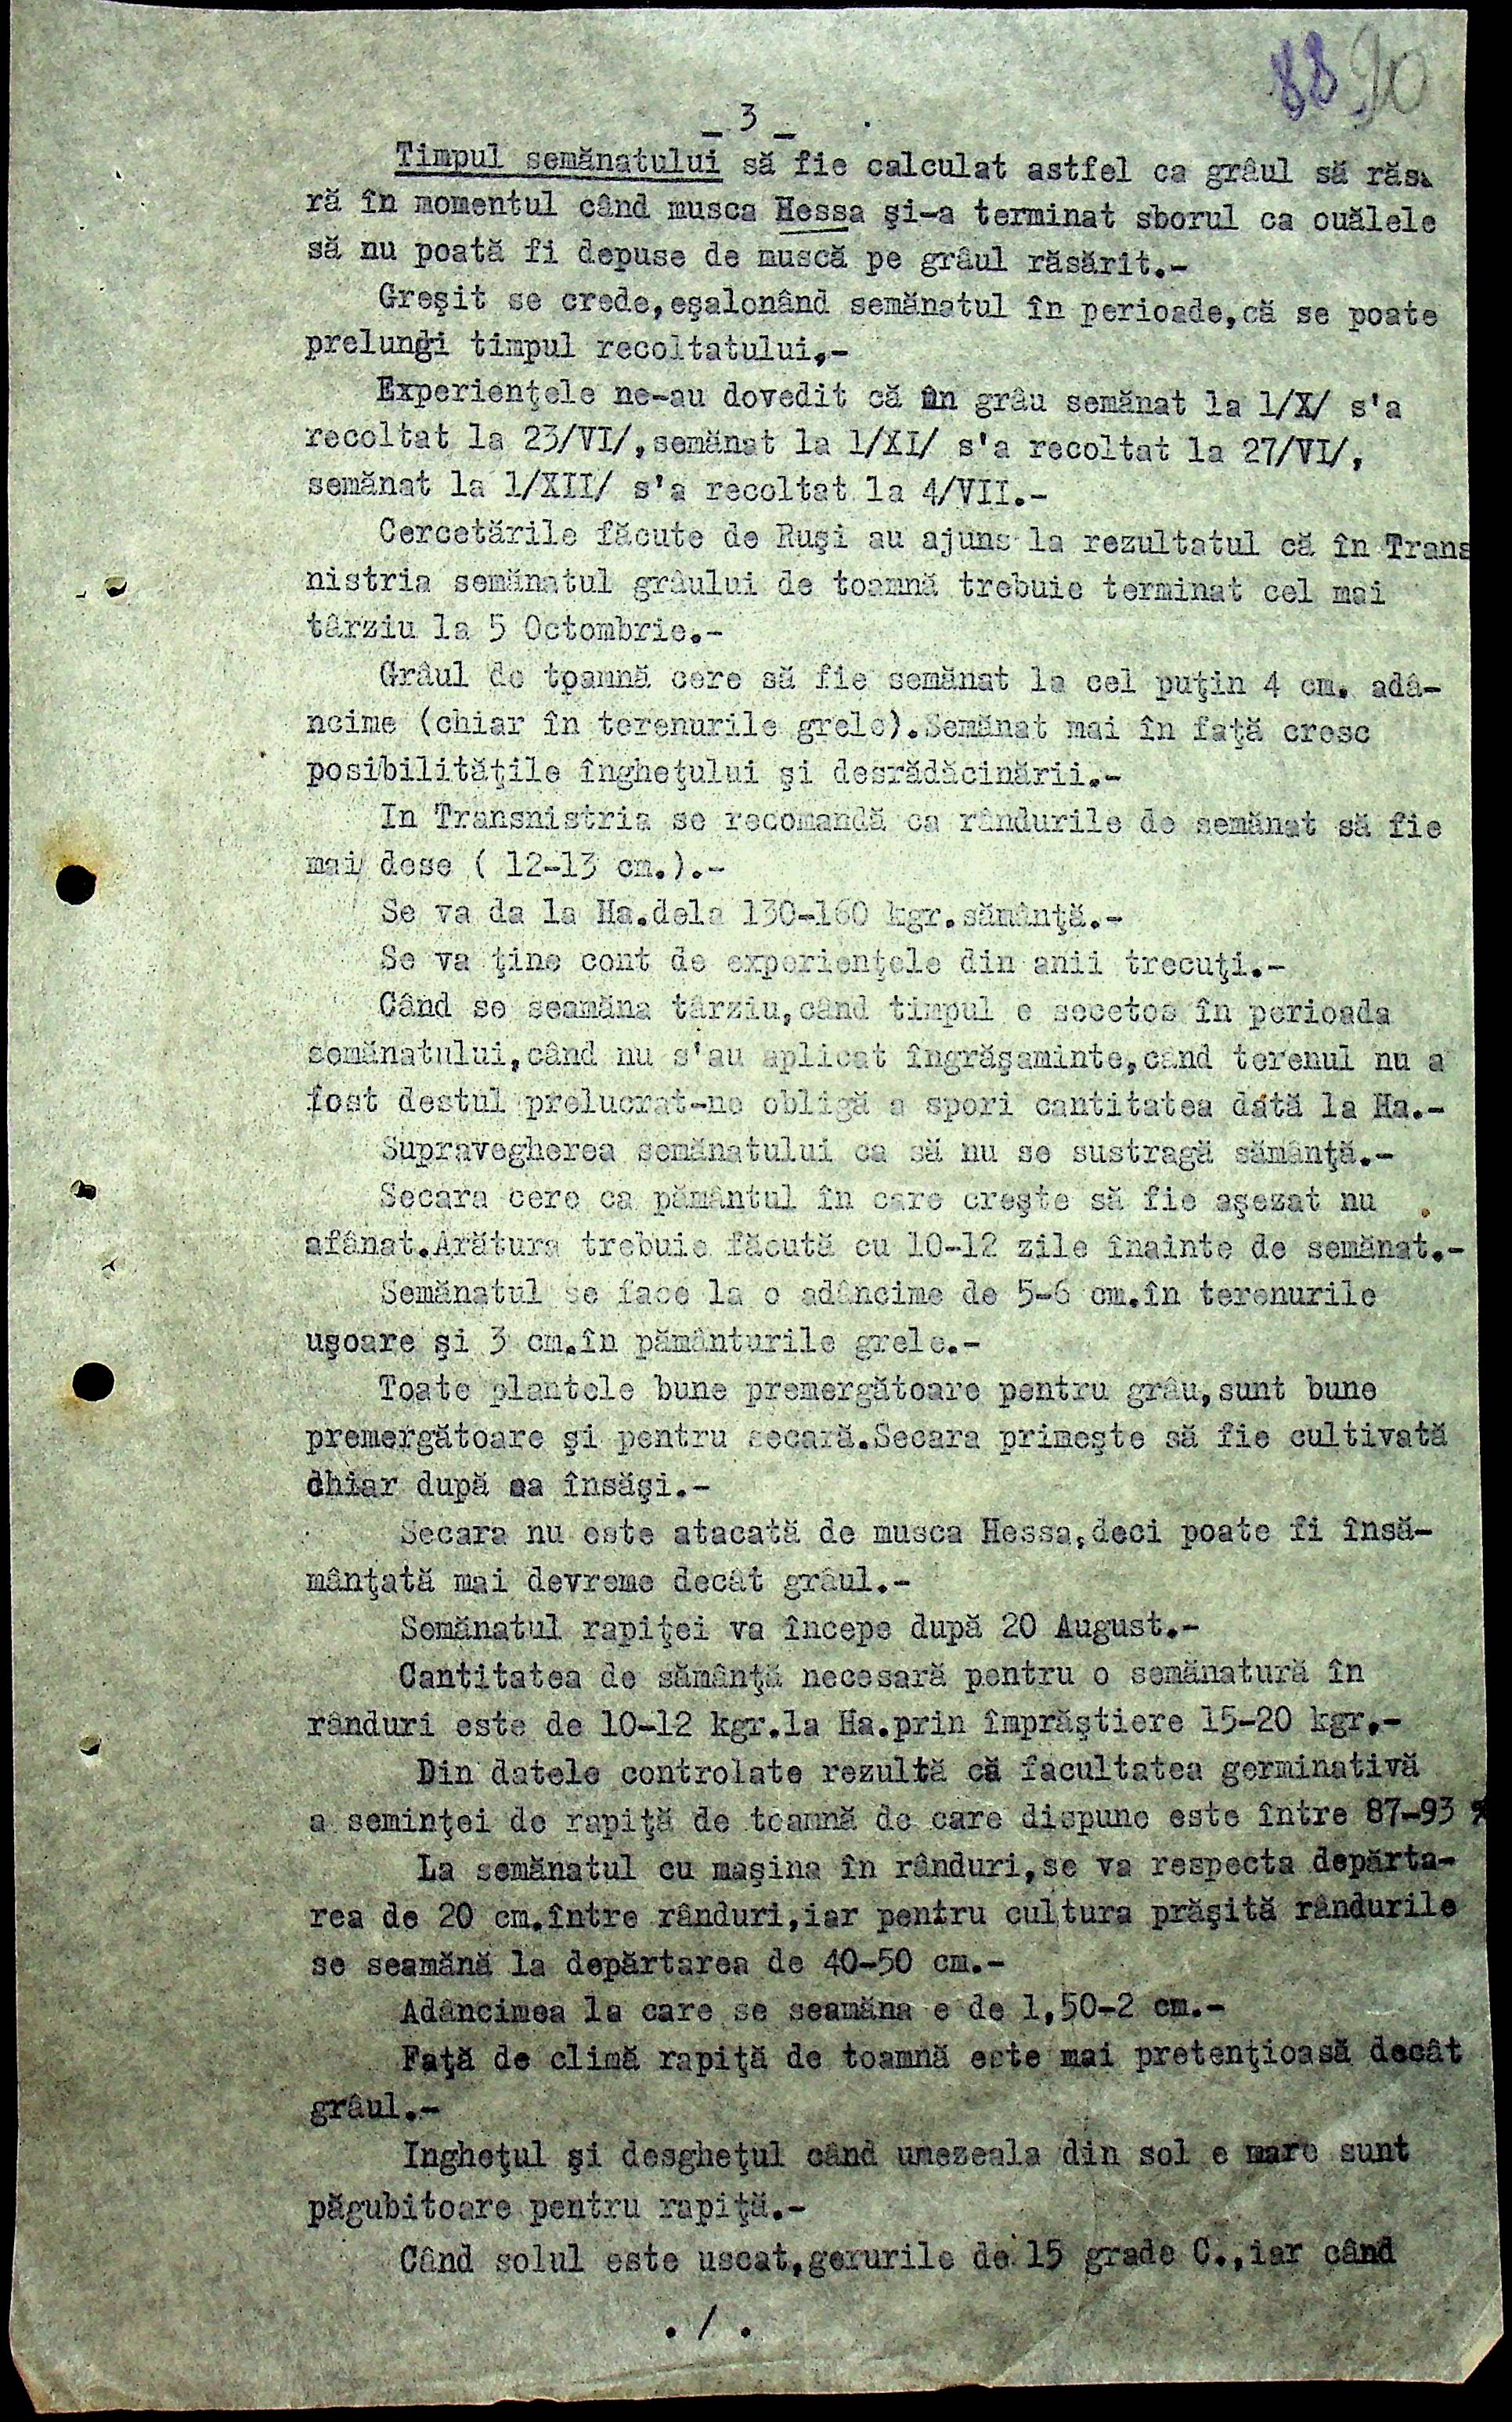 88 90
_ 3 _
Timpul semănatului să fie calculat astfel ca grâul să răsa
ră în momentul când musca Hessa şi-a terminat sborul ca ouălele
să nu poată fi depuse de muscă pe grâul răsărit.-
Greşit se crede,eşalonând semănatul în perioade,că se poate
prelungi timpul recoltatului.-
Experienţele ne-au dovedit că un grâu semănat la 1/X/ s'a
recoltat la 23/VI/,semănat la 1/XI/ s'a recoltat la 27/VI/,
semănat la 1/XII/ s'a recoltat la 4/VII.-
Cercetările făcute de Ruşi au ajuns la rezultatul că în Trans
nistria semănatul grâului de toamnă trebuie terminat cel mai
târziu la 5 Octombrie.-
Grâul de toamnă cere să fie semănat la cel puţin 4 cm. adâ-
ncime (chiar în terenurile grele).Semănat mai în faţă cresc
posibilităţile îngheţului şi desrădăcinării.-
In Transnistria se recomandă ca rândurile de semănat să fie
mai dese ( 12-13 cm.).-
Se va da la Ha.dela 130-160 kgr.sămânţă.-
Se va ţine cont de experienţele din anii trecuţi.-
Când se seamăna târziu,când timpul e secetos în perioada
semănatului,când nu s'au aplicat îngrăşaminte,când terenul nu a
fost destul prelucrat-ne obligă a spori cantitatea dată la Ha.-
Supravegherea semănatului ca să nu se sustragă sămânţă.-
Secara cere ca pământul în care creşte să fie aşezat nu
afânat.Arătura trebuie făcută cu 10-12 zile înainte de semănat.-
Semănatul se face la o adâncime de 5-6 cm.în terenurile
uşoare şi 3 cm.în pământurile grele.-
Toate plantele bune premergătoare pentru grâu,sunt bune
premergătoare şi pentru secară.Secara primeşte să fie cultivată
chiar după ea însăşi.-
Secara nu este atacată de musca Hessa,deci poate fi însă-
mânţată mai devreme decât grâul.-
Semănatul rapiţei va începe după 20 August.-
Cantitatea de sămânţă necesară pentru o semănatură în
rânduri este de 10-12 kgr.la Ha.prin împrăştiere 15-20 kgr.-
Din datele controlate rezultă că facultatea germinativă
a seminţei de rapiţă de toamnă de care dispune este între 87-93 %
La semănatul cu maşina în rânduri,se va respecta depărta-
rea de 20 cm.între rânduri,iar pentru cultura prăşită rândurile
se seamănă la depărtarea de 40-50 cm.-
Adâncimea la care se seamăna e de 1,50-2 cm.-
Faţă de climă rapiţă de toamnă este mai pretenţioasă decât
grâul.-
Ingheţul şi desgheţul când umezeala din sol e mare sunt
păgubitoare pentru rapiţă.-
Când solul este uscat,gerurile de 15 grade C.,iar când
./.